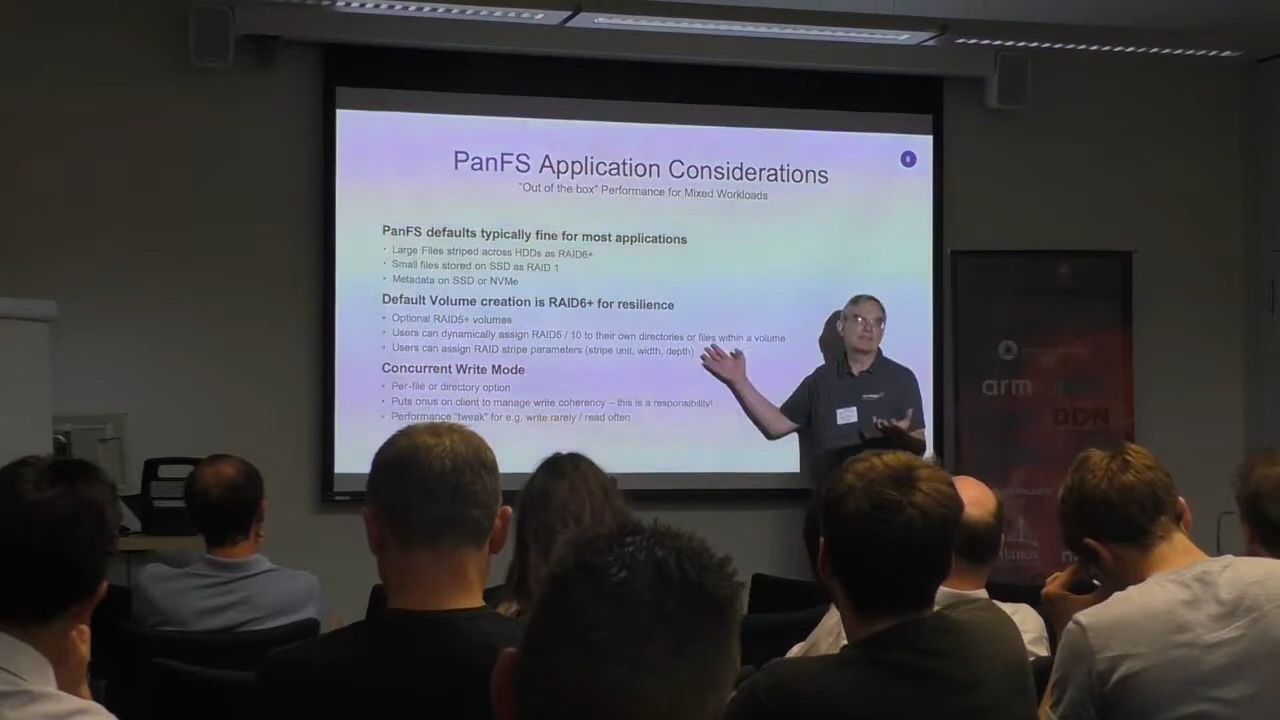 PanFS Application Considerations
"Out of the box" Performance for Mixed Workloads
PanFS defaults typically fine for most applications
· Large Files striped across HDDs as RAID6+
· Small files stored on SSD as RAID 1
· Metadata on SSD or NVMe
Default Volume creation is RAID6+ for resilience
· Optional RAID5+ volumes
· Users can dynamically assign RAID5 / 10 to their own directories or files within a volume
· Users can assign RAID stripe parameters (stripe unit, width, depth)
Concurrent Write Mode
· Per-file or directory option
· Puts onus on client to manage write coherency – this is a responsibility!
· Performance "tweak" for e.g. write rarely / read often
arm
DDN